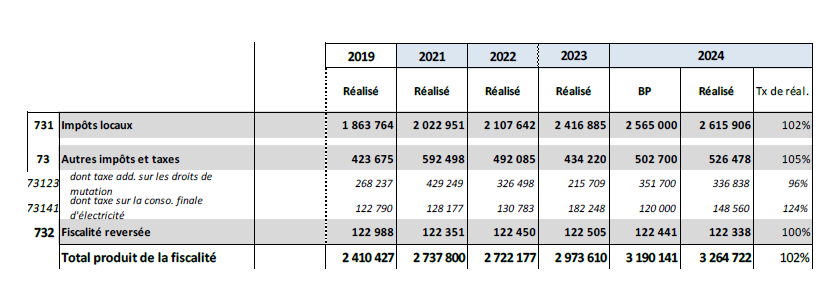 2019 2021 2022 2023 2024
Réalisé Réalisé Réalisé Réalisé BP Réalisé Tx de réal.
731 Impôts locaux 1 863 764 2 022 951 2 107 642 2 416 885 2 565 000 2 615 906 102%
73 Autres impôts et taxes 423 675 592 498 492 085 434 220 502 700 526 478 105%
73123 dont taxe add. sur les droits de mutation 268 237 429 249 326 498 215 709 351 700 336 838 96%
73141 dont taxe sur la conso. finale d'électricité 122 790 128 177 130 783 182 248 120 000 148 560 124%
732 Fiscalité reversée 122 988 122 351 122 450 122 505 122 441 122 338 100%
Total produit de la fiscalité 2 410 427 2 737 800 2 722 177 2 973 610 3 190 141 3 264 722 102%